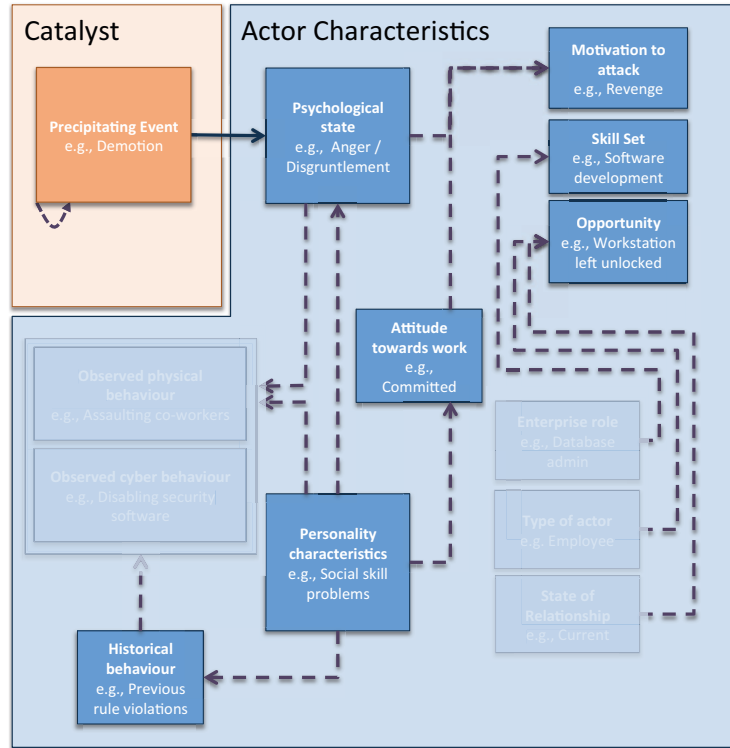 Catalyst
Actor Characteristics
Precipitating Event
e.g., Demotion
Psychological
state
e.g., Anger /
Disgruntlement
Motivation to
attack
e.g., Revenge
Skill Set
e.g., Software
development
Opportunity
e.g., Workstation
left unlocked
Attitude
towards work
e.g.,
Committed
Observed physical
behaviour
e.g., Assaulting co-workers
Observed cyber behaviour
e.g., Disabling security
software
Enterprise role
e.g., Database
admin
Type of actor
e.g. Employee
State of
Relationship
e.g., Current
Personality
characteristics
e.g., Social skill
problems
Historical
behaviour
e.g., Previous
rule violations